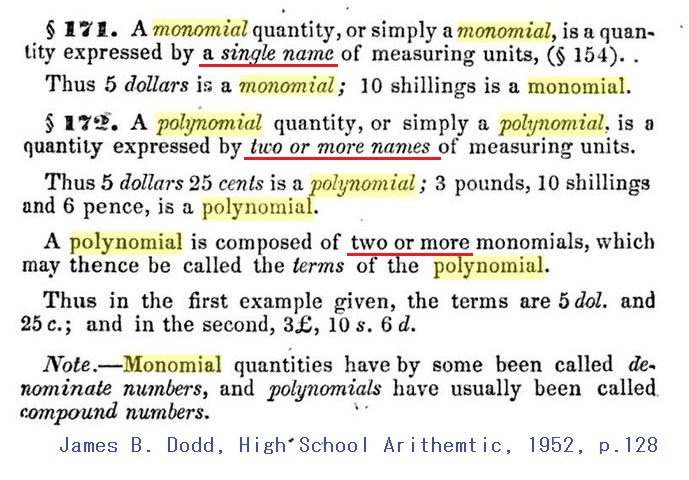 § 171. A monomial quantity, or simply a monomial, is a quan-
tity expressed by a single name of measuring units, (§ 154). .
Thus 5 dollars is a monomial; 10 shillings is a monomial.
§ 172. A polynomial quantity, or simply a polynomial, is a
quantity expressed by two or more names of measuring units.
Thus 5 dollars 25 cents is a polynomial; 3 pounds, 10 shillings
and 6 pence, is a polynomial.
A polynomial is composed of two or more monomials, which
may thence be called the terms of the polynomial.
Thus in the first example given, the terms are 5 dol. and
25 c.; and in the second, 3£, 10 s. 6 d.
Note.—Monomial quantities have by some been called de-
nominate numbers, and polynomials have usually been called
compound numbers.
James B. Dodd, High School Arithemtic, 1952, p.128